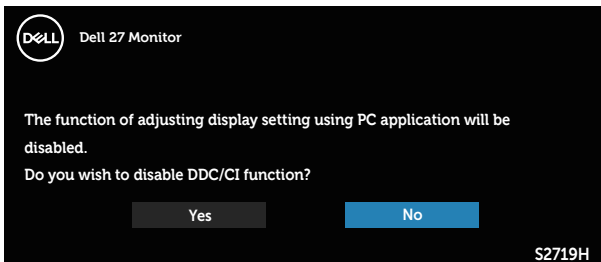 DELL
Dell 27 Monitor
The function of adjusting display setting using PC application will be
disabled.
Do you wish to disable DDC/CI function?
Yes No
S2719H